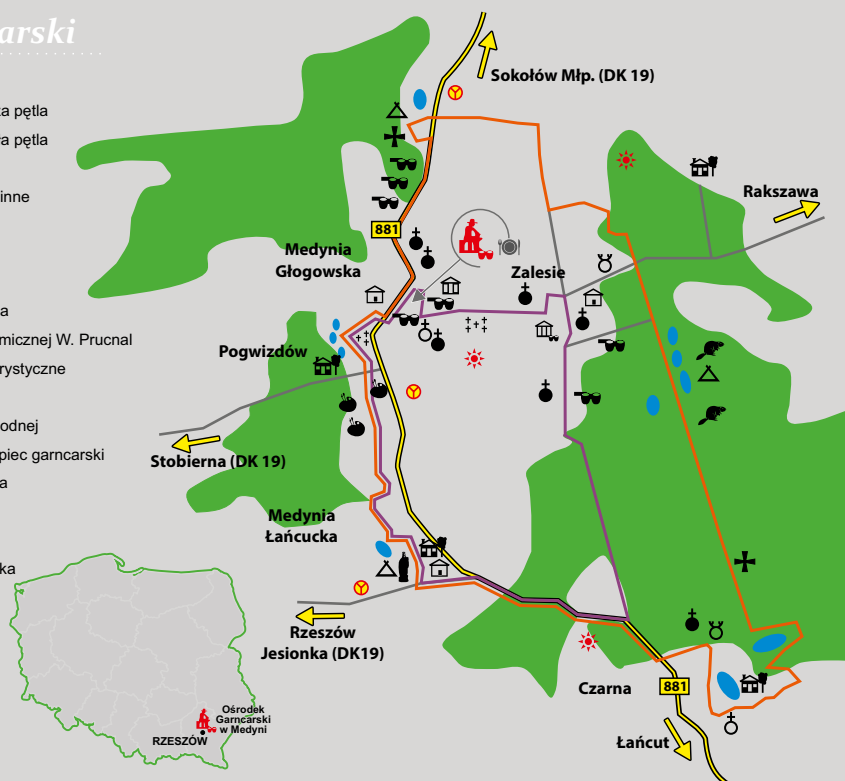 arski
a pętla
a pętla
inne
a
micznej W. Prucnal
rystyczne
odnej
piec garncarski
a
ka
Sokołów Młp. (DK 19)
Rakszawa
881
Medynia
Głogowska
Zalesie
Pogwizdów
Stobierna (DK 19)
Medynia
Łańcucka
Rzeszów
Jesionka (DK19)
Czarna
881
Łańcut
Ośrodek
Garncarski
w Medyni
RZESZÓW